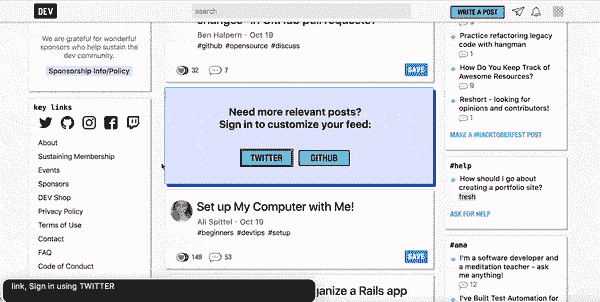 DEV
search
WRITE A POST
We are grateful for wonderful
sponsors who help sustain the
dev community.
Sponsorship Info/Policy
key links
About
Sustaining Membership
Events
Sponsors
DEV Shop
Privacy Policy
Terms of Use
Contact
FAQ
Code of Conduct
changes" in GitHub pull requests?
Ben Halpern · Oct 19
#github #opensource #discuss
32
7
SAVE
Need more relevant posts?
Sign in to customize your feed:
TWITTER
GITHUB
Set up My Computer with Me!
Ali Spittel · Oct 19
#beginners #devtips #setup
149
53
SAVE
ganize a Rails app
9
Practice refactoring legacy
code with hangman
1
How Do You Keep Track of
Awesome Resources?
9
Reshort - looking for
opinions and contributors!
1
MAKE A #HACKTOBERFEST POST
#help
How should I go about
creating a portfolio site?
fresh
ASK FOR HELP
#ama
I'm a software developer and
a meditation teacher - ask
me anything!
12
I've Built Test Automation for
link, Sign in using TWITTER